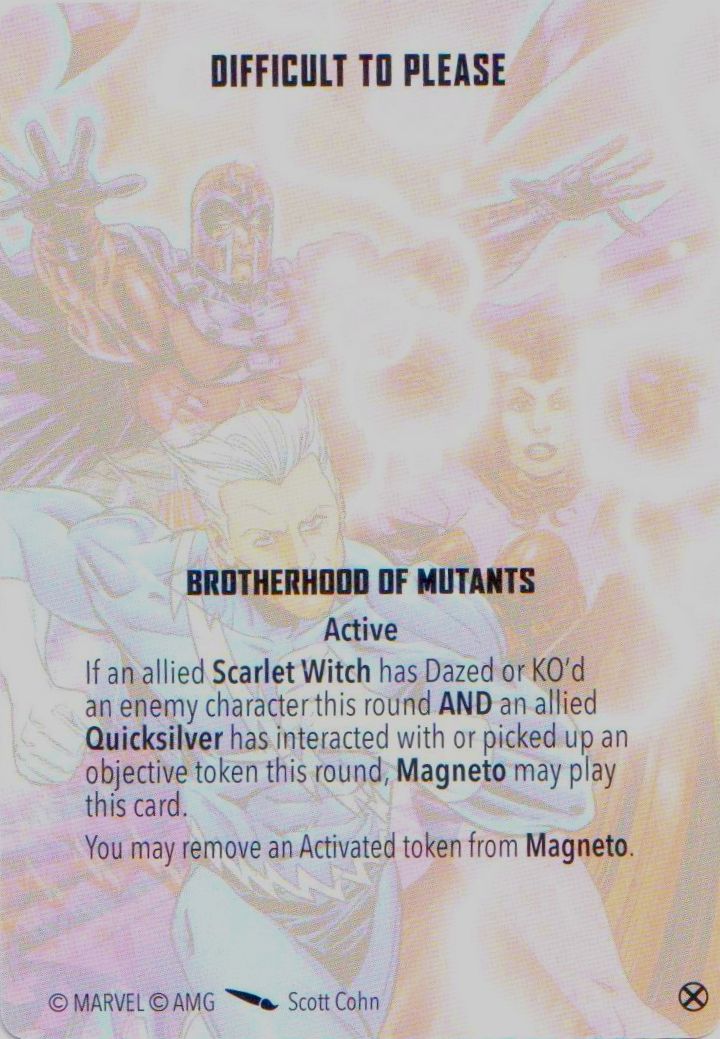 DIFFICULT TO PLEASE
BROTHERHOOD OF MUTANTS
Active
If an allied Scarlet Witch has Dazed or KO'd
an enemy character this round AND an allied
Quicksilver has interacted with or picked up an
objective token this round, Magneto may play
this card.
You may remove an Activated token from Magneto.
© MARVEL © AMG Scott Cohn